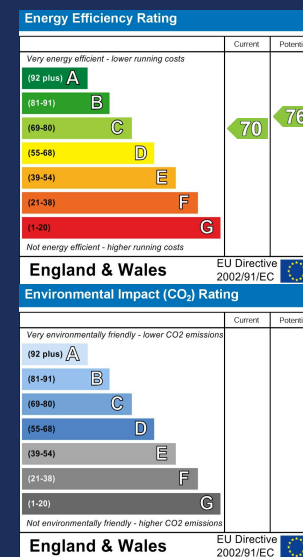 Energy Efficiency Rating
Current Potenti
Very energy efficient - lower running costs
(92 plus) A
(81-91) B
(69-80) C
(55-68) D
(39-54) E
(21-38) F
(1-20) G
70
76
Not energy efficient - higher running costs
England & Wales
EU Directive
2002/91/EC
Environmental Impact (CO₂) Rating
Current Potenti
Very environmentally friendly - lower CO2 emissions
(92 plus) A
(81-91) B
(69-80) C
(55-68) D
(39-54) E
(21-38) F
(1-20) G
Not environmentally friendly - higher CO2 emissions
England & Wales
EU Directive
2002/91/EC